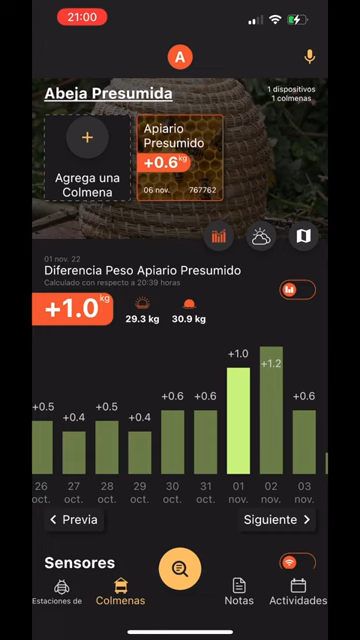 21:00
A
Abeja Presumida
1 dispositivos
1 colmenas
+
Agrega una
Colmena
Apiario
Presumido
+0.6 kg
06 nov. 767762
01 nov. 22
Diferencia Peso Apiario Presumido
Calculado con respecto a 20:39 horas
+1.0 kg
29.3 kg 30.9 kg
+0.5 +0.4 +0.5 +0.4 +0.6 +0.6 +1.0 +1.2 +0.6
26 27 28 29 30 31 01 02 03
oct. oct. oct. oct. oct. oct. nov. nov. nov.
< Previa Siguiente >
Sensores
Estaciones de Colmenas Notas Actividades